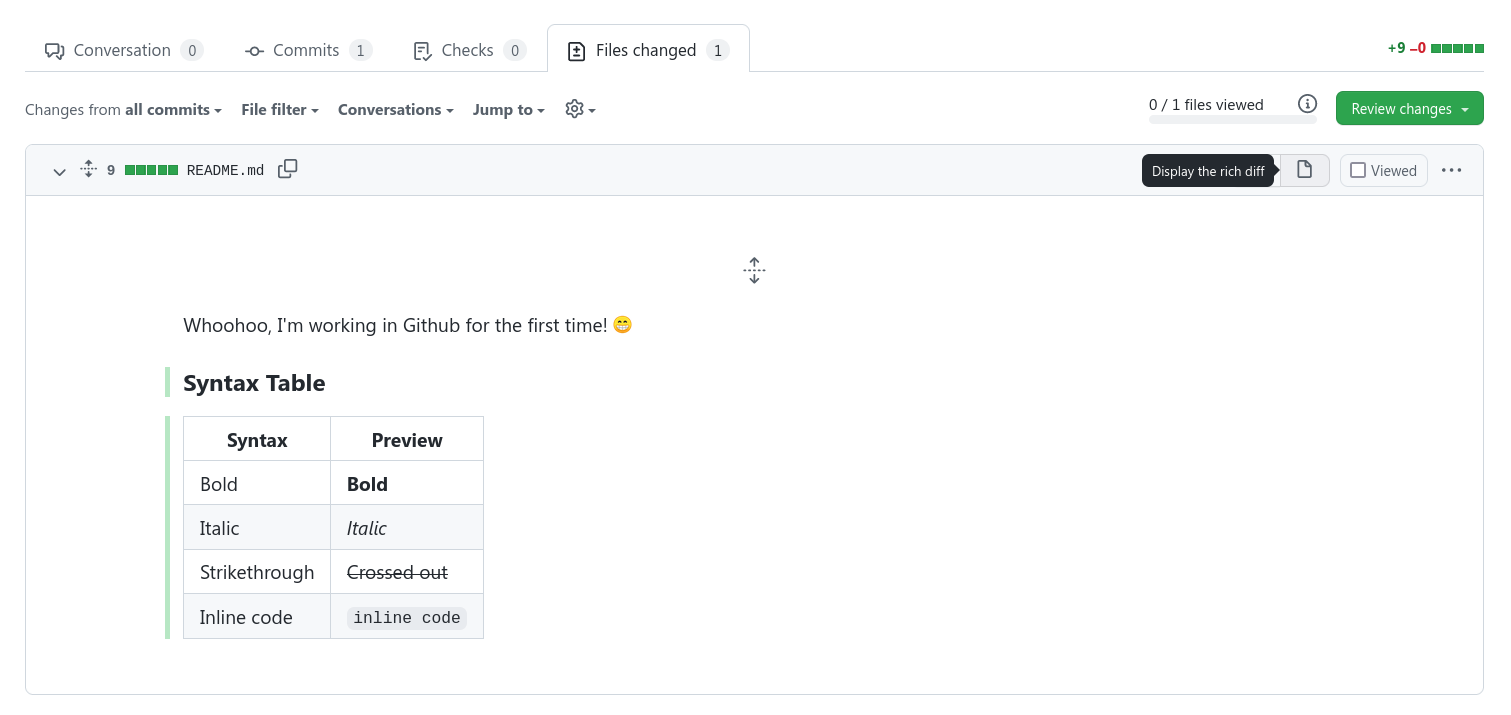 Conversation 0 Commits 1 Checks 0 Files changed 1 +9 −0
Changes from all commits File filter Conversations Jump to 0 / 1 files viewed Review changes
9 README.md Display the rich diff Viewed
Whoohoo, I'm working in Github for the first time! 😁
Syntax Table
Syntax Preview
Bold Bold
Italic Italic
Strikethrough Crossed out
Inline code inline code